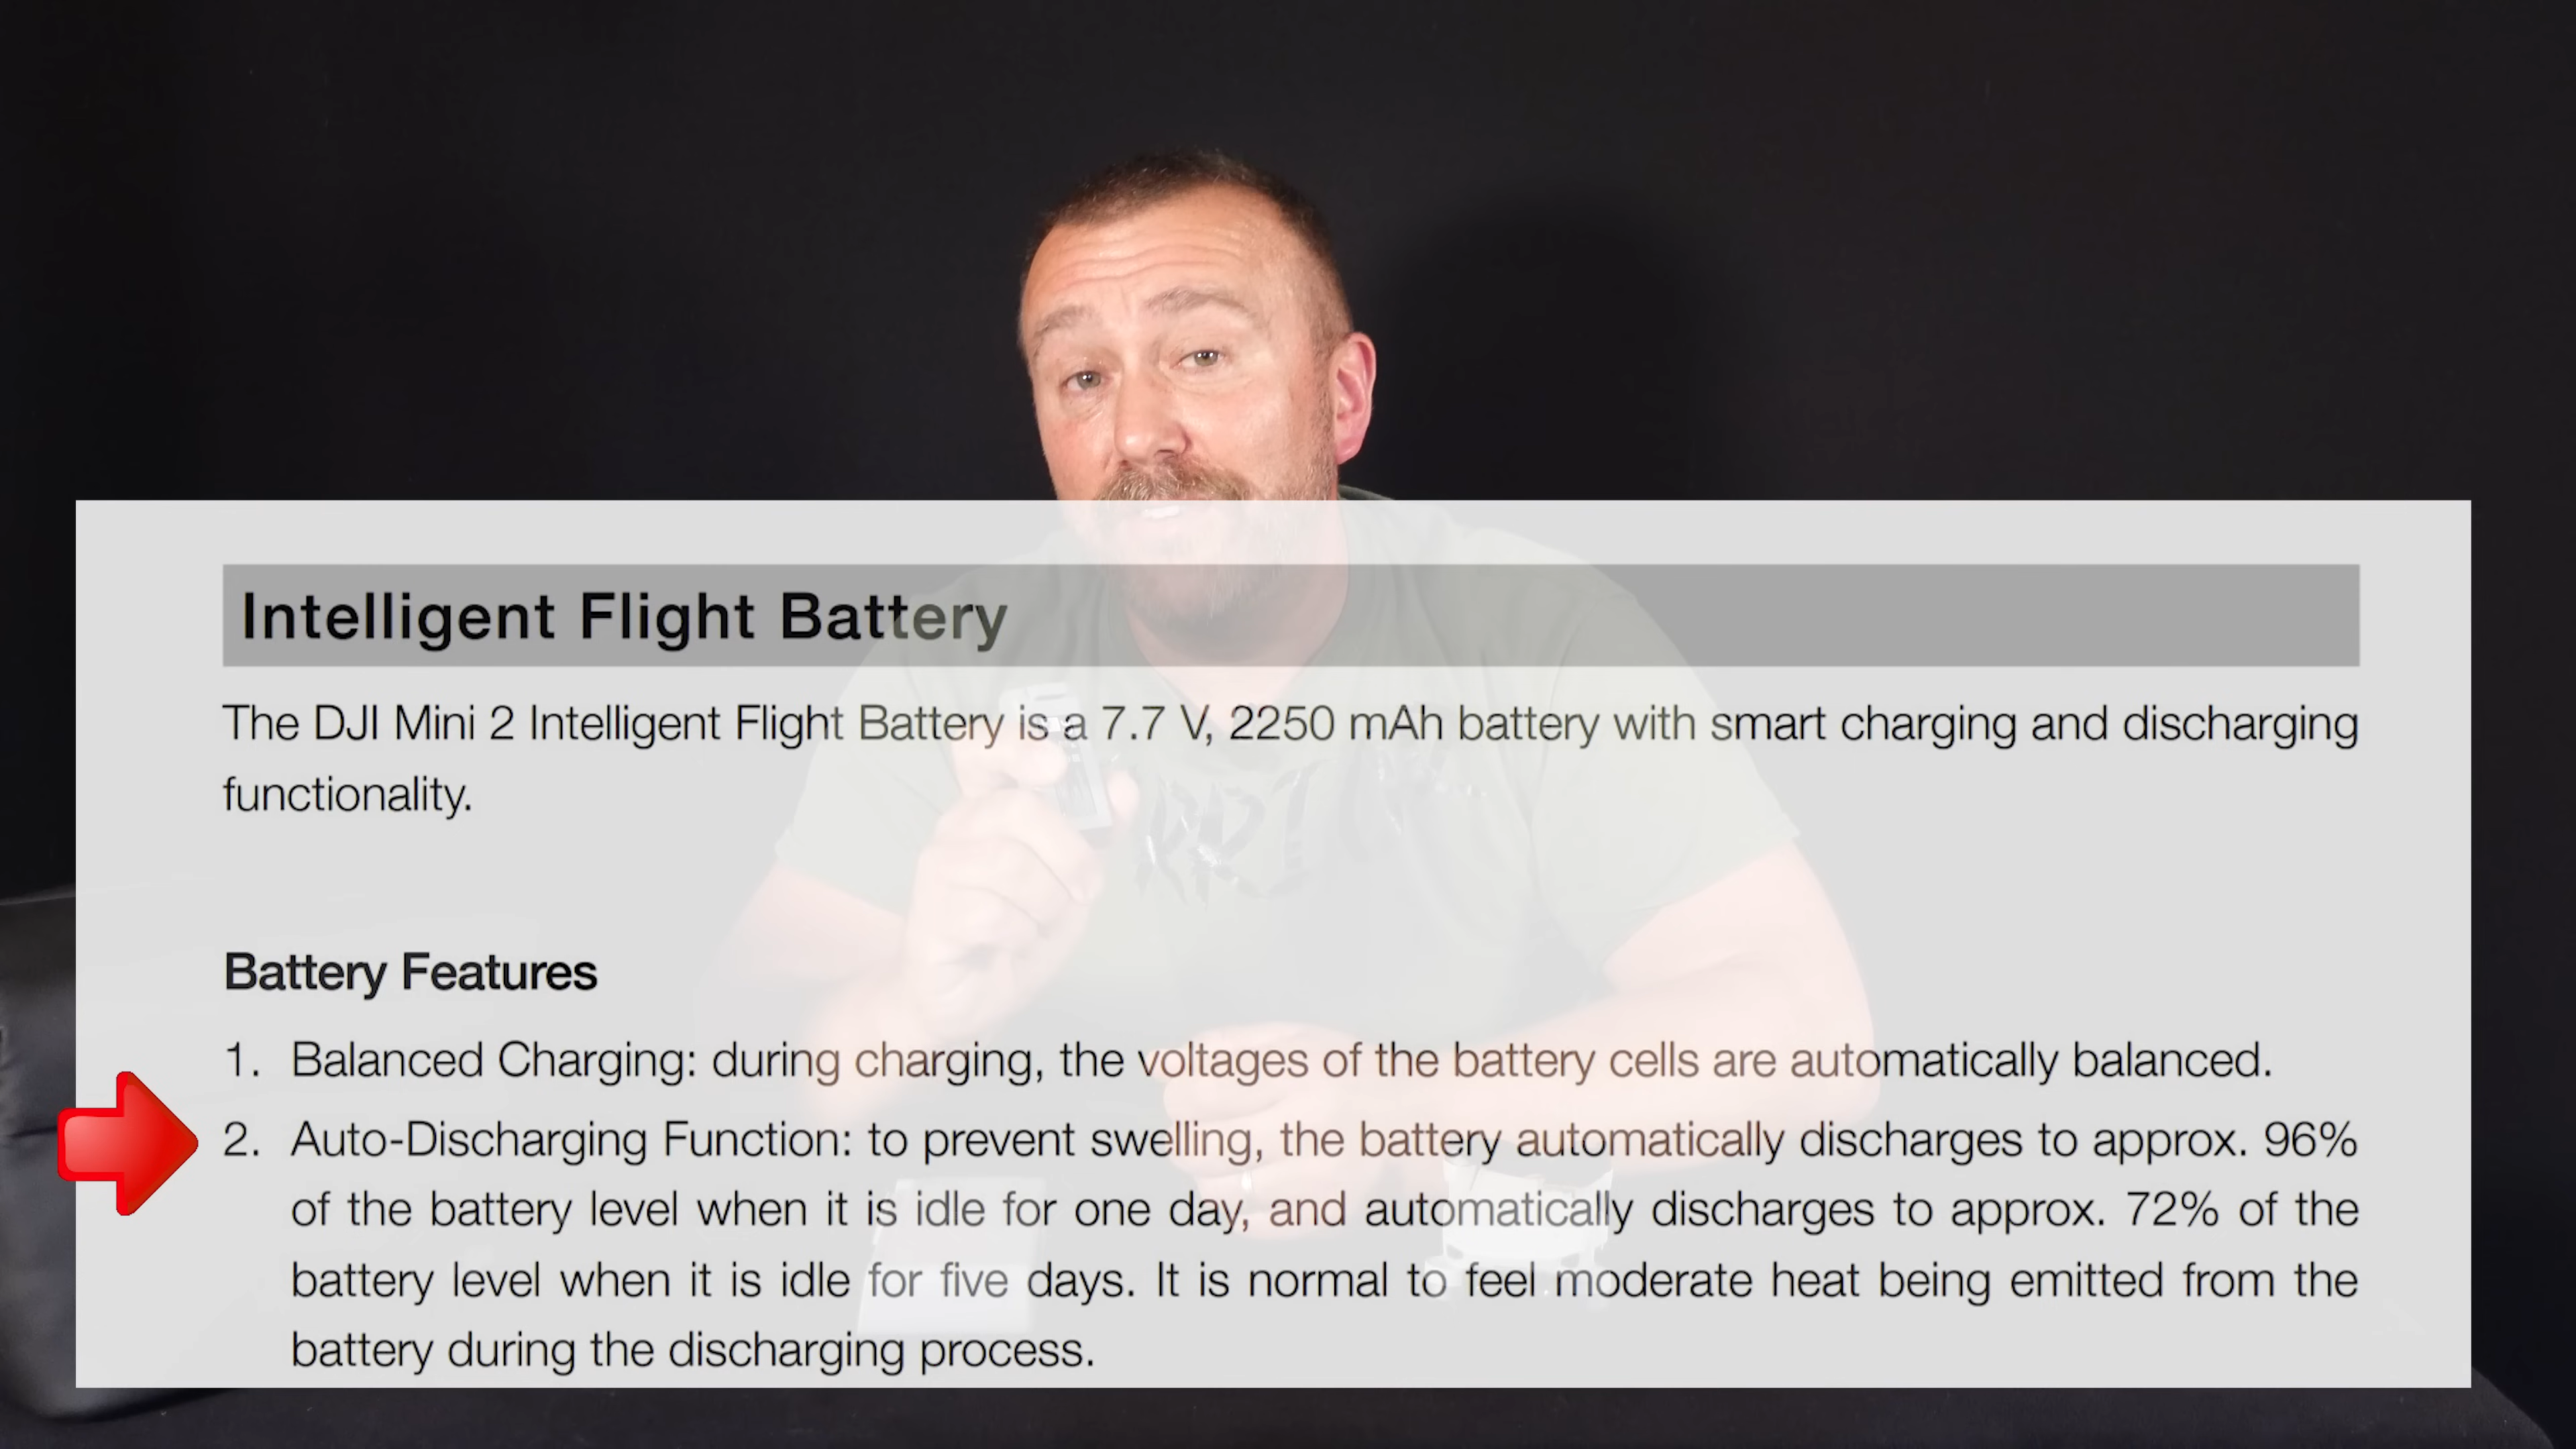 Intelligent Flight Battery
The DJI Mini 2 Intelligent Flight Battery is a 7.7 V, 2250 mAh battery with smart charging and discharging
functionality.
Battery Features
1. Balanced Charging: during charging, the voltages of the battery cells are automatically balanced.
2. Auto-Discharging Function: to prevent swelling, the battery automatically discharges to approx. 96%
of the battery level when it is idle for one day, and automatically discharges to approx. 72% of the
battery level when it is idle for five days. It is normal to feel moderate heat being emitted from the
battery during the discharging process.